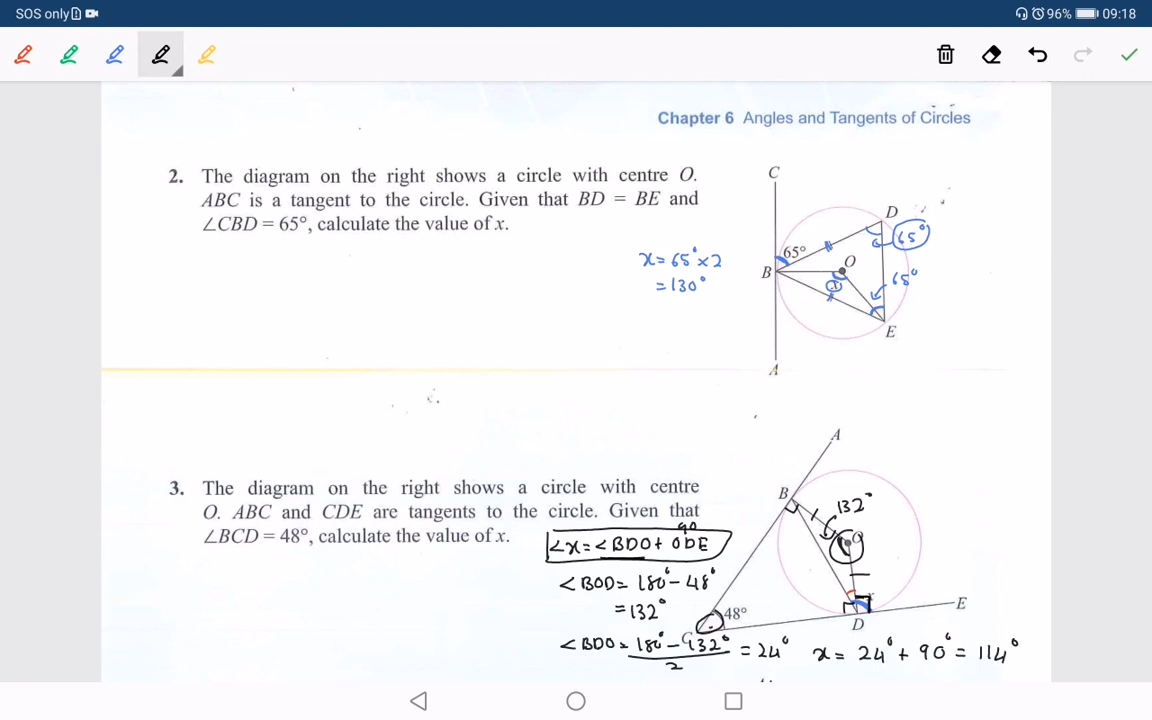 SOS only
96% 09:18
Chapter 6 Angles and Tangents of Circles
2. The diagram on the right shows a circle with centre O.
ABC is a tangent to the circle. Given that BD = BE and
∠CBD = 65°, calculate the value of x.
x = 65° × 2
= 130°
C
D
65°
65°
O
B
x
65°
E
A
3. The diagram on the right shows a circle with centre
O. ABC and CDE are tangents to the circle. Given that
∠BCD = 48°, calculate the value of x.
90
∠x = <BDO + ODE
<BOD = 180° - 48°
= 132°
<BDO = 180° - 132° = 24°
2
x = 24° + 90° = 114°
A
B
132°
O
48°
C
x
D
E